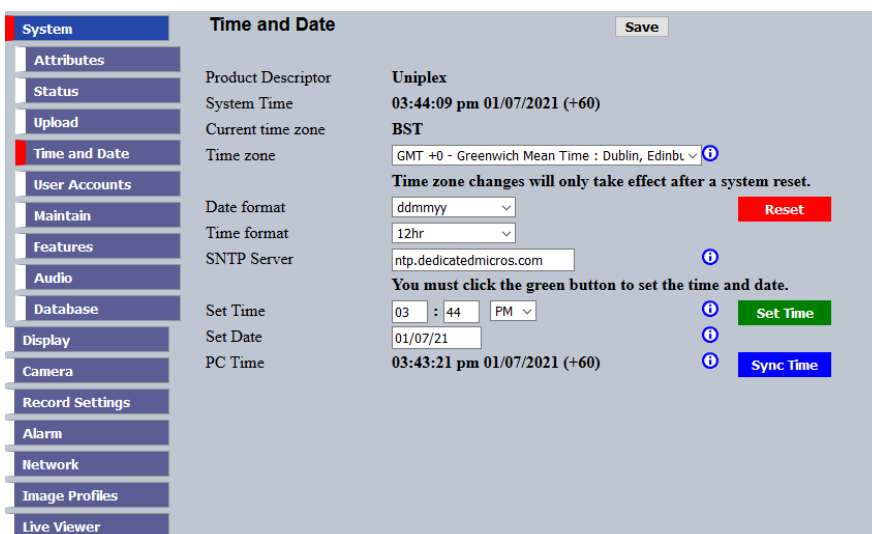 System
Attributes
Status
Upload
Time and Date
User Accounts
Maintain
Features
Audio
Database
Display
Camera
Record Settings
Alarm
Network
Image Profiles
Live Viewer
Time and Date Save
Product Descriptor Uniplex
System Time 03:44:09 pm 01/07/2021 (+60)
Current time zone BST
Time zone GMT +0 - Greenwich Mean Time : Dublin, Edinbu
Time zone changes will only take effect after a system reset.
Date format ddmmyy Reset
Time format 12hr
SNTP Server ntp.dedicatedmicros.com
You must click the green button to set the time and date.
Set Time 03 : 44 PM Set Time
Set Date 01/07/21
PC Time 03:43:21 pm 01/07/2021 (+60) Sync Time